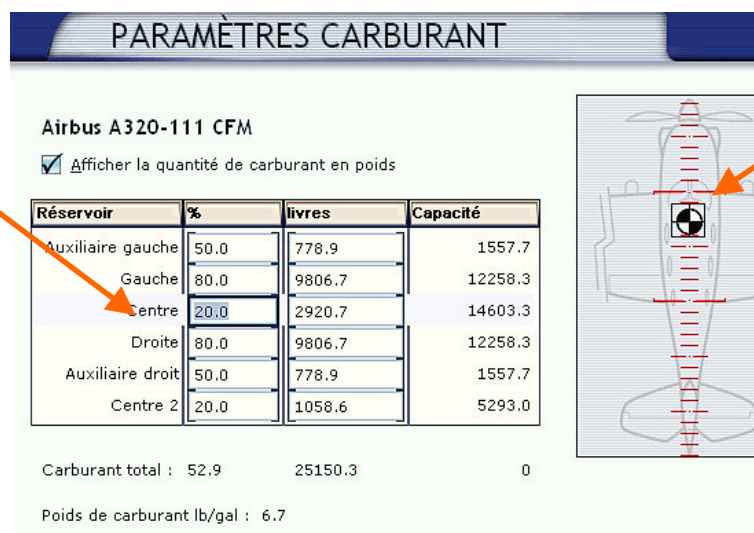 PARAMÈTRES CARBURANT
Airbus A320-111 CFM
Afficher la quantité de carburant en poids
Réservoir % livres Capacité
Auxiliaire gauche 50.0 778.9 1557.7
Gauche 80.0 9806.7 12258.3
Centre 20.0 2920.7 14603.3
Droite 80.0 9806.7 12258.3
Auxiliaire droit 50.0 778.9 1557.7
Centre 2 20.0 1058.6 5293.0
Carburant total : 52.9 25150.3 0
Poids de carburant lb/gal : 6.7